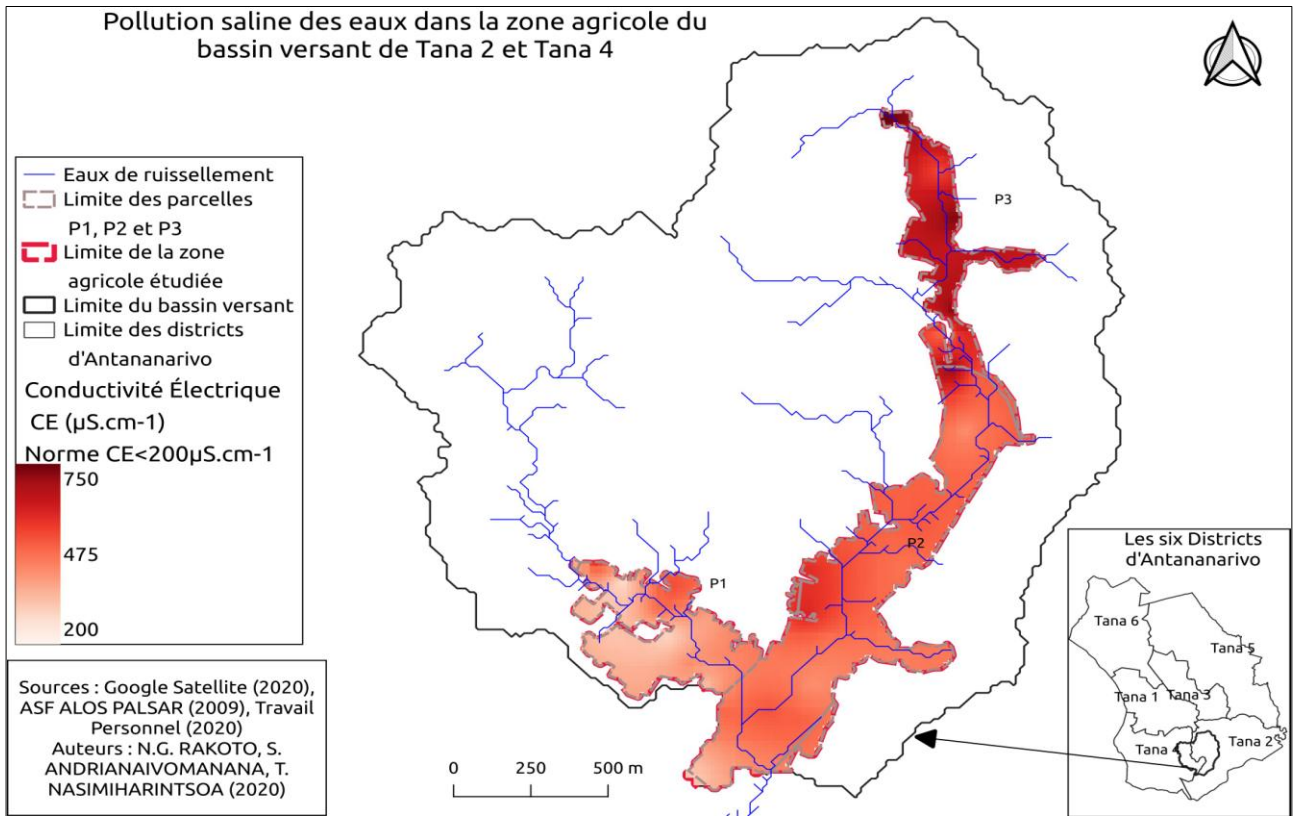 Pollution saline des eaux dans la zone agricole du
bassin versant de Tana 2 et Tana 4
Eaux de ruissellement
Limite des parcelles
P1, P2 et P3
Limite de la zone
agricole étudiée
Limite du bassin versant
Limite des districts
d'Antananarivo
Conductivité Électrique
CE (µS.cm-1)
Norme CE<200µS.cm-1
750
475
200
Sources : Google Satellite (2020),
ASF ALOS PALSAR (2009), Travail
Personnel (2020)
Auteurs : N.G. RAKOTO, S.
ANDRIANAIVOMANANA, T.
NASIMIHARINTSOA (2020)
P3
P2
P1
0 250 500 m
Les six Districts
d'Antananarivo
Tana 6
Tana 5
Tana 1
Tana 3
Tana 2
Tana